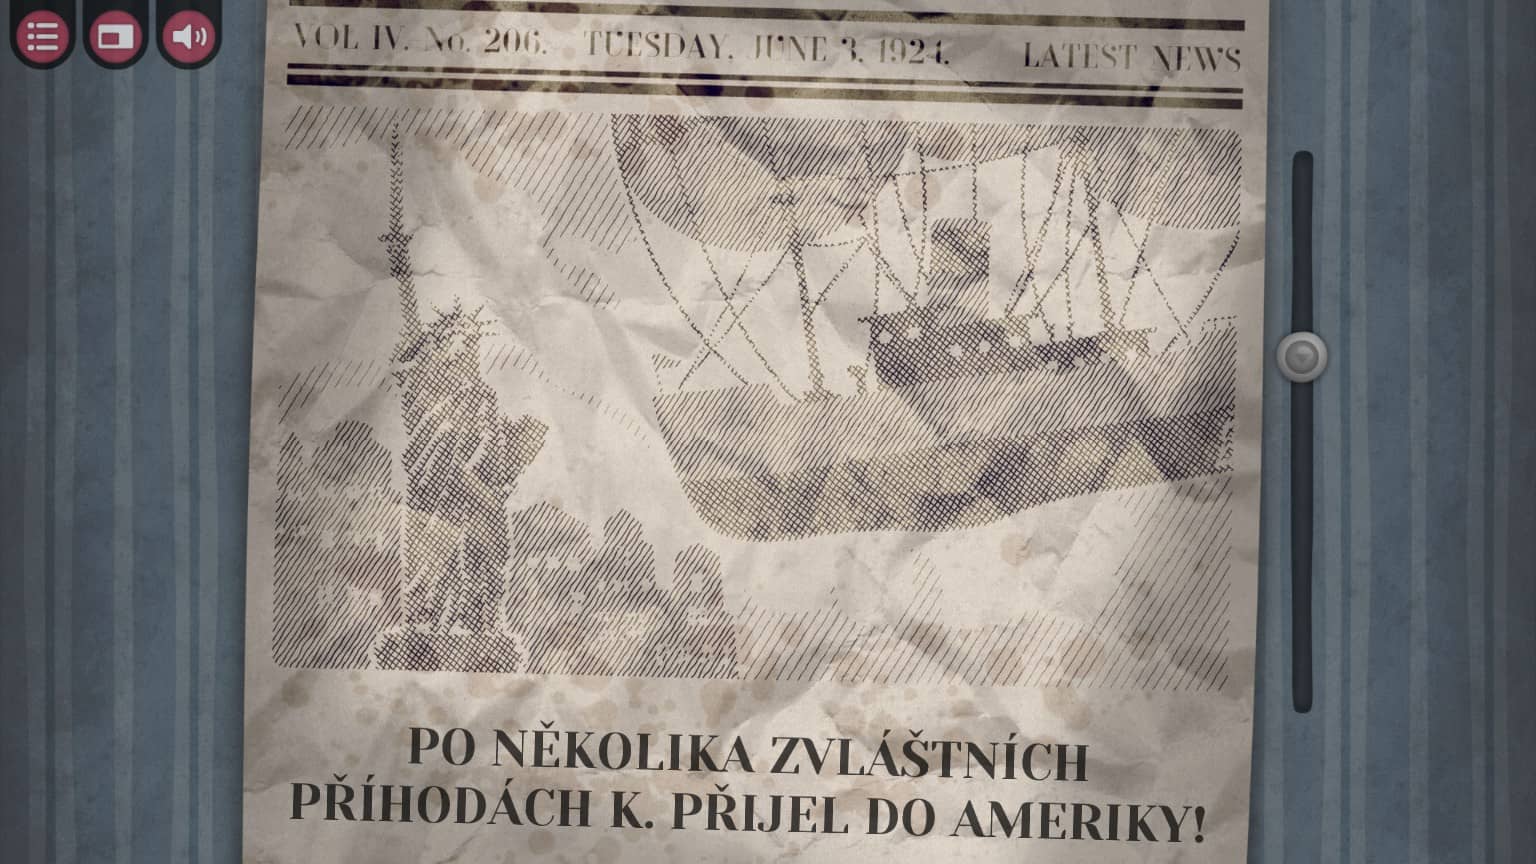 VOL IV. No. 206. TUESDAY, JUNE 3, 1924. LATEST NEWS
PO NĚKOLIKA ZVLÁŠTNÍCH
PŘÍHODÁCH K. PŘIJEL DO AMERIKY!